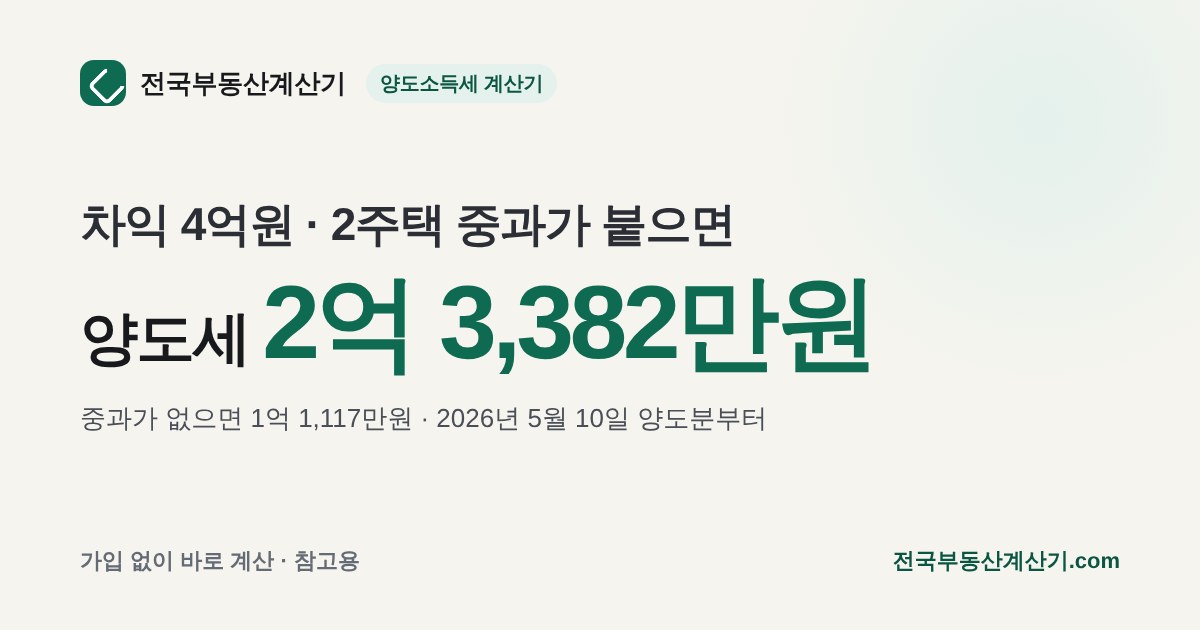 전국부동산계산기 양도소득세 계산기
차익 4억원 · 2주택 중과가 붙으면
양도세 2억 3,382만원
중과가 없으면 1억 1,117만원 · 2026년 5월 10일 양도분부터
가입 없이 바로 계산 · 참고용
전국부동산계산기.com